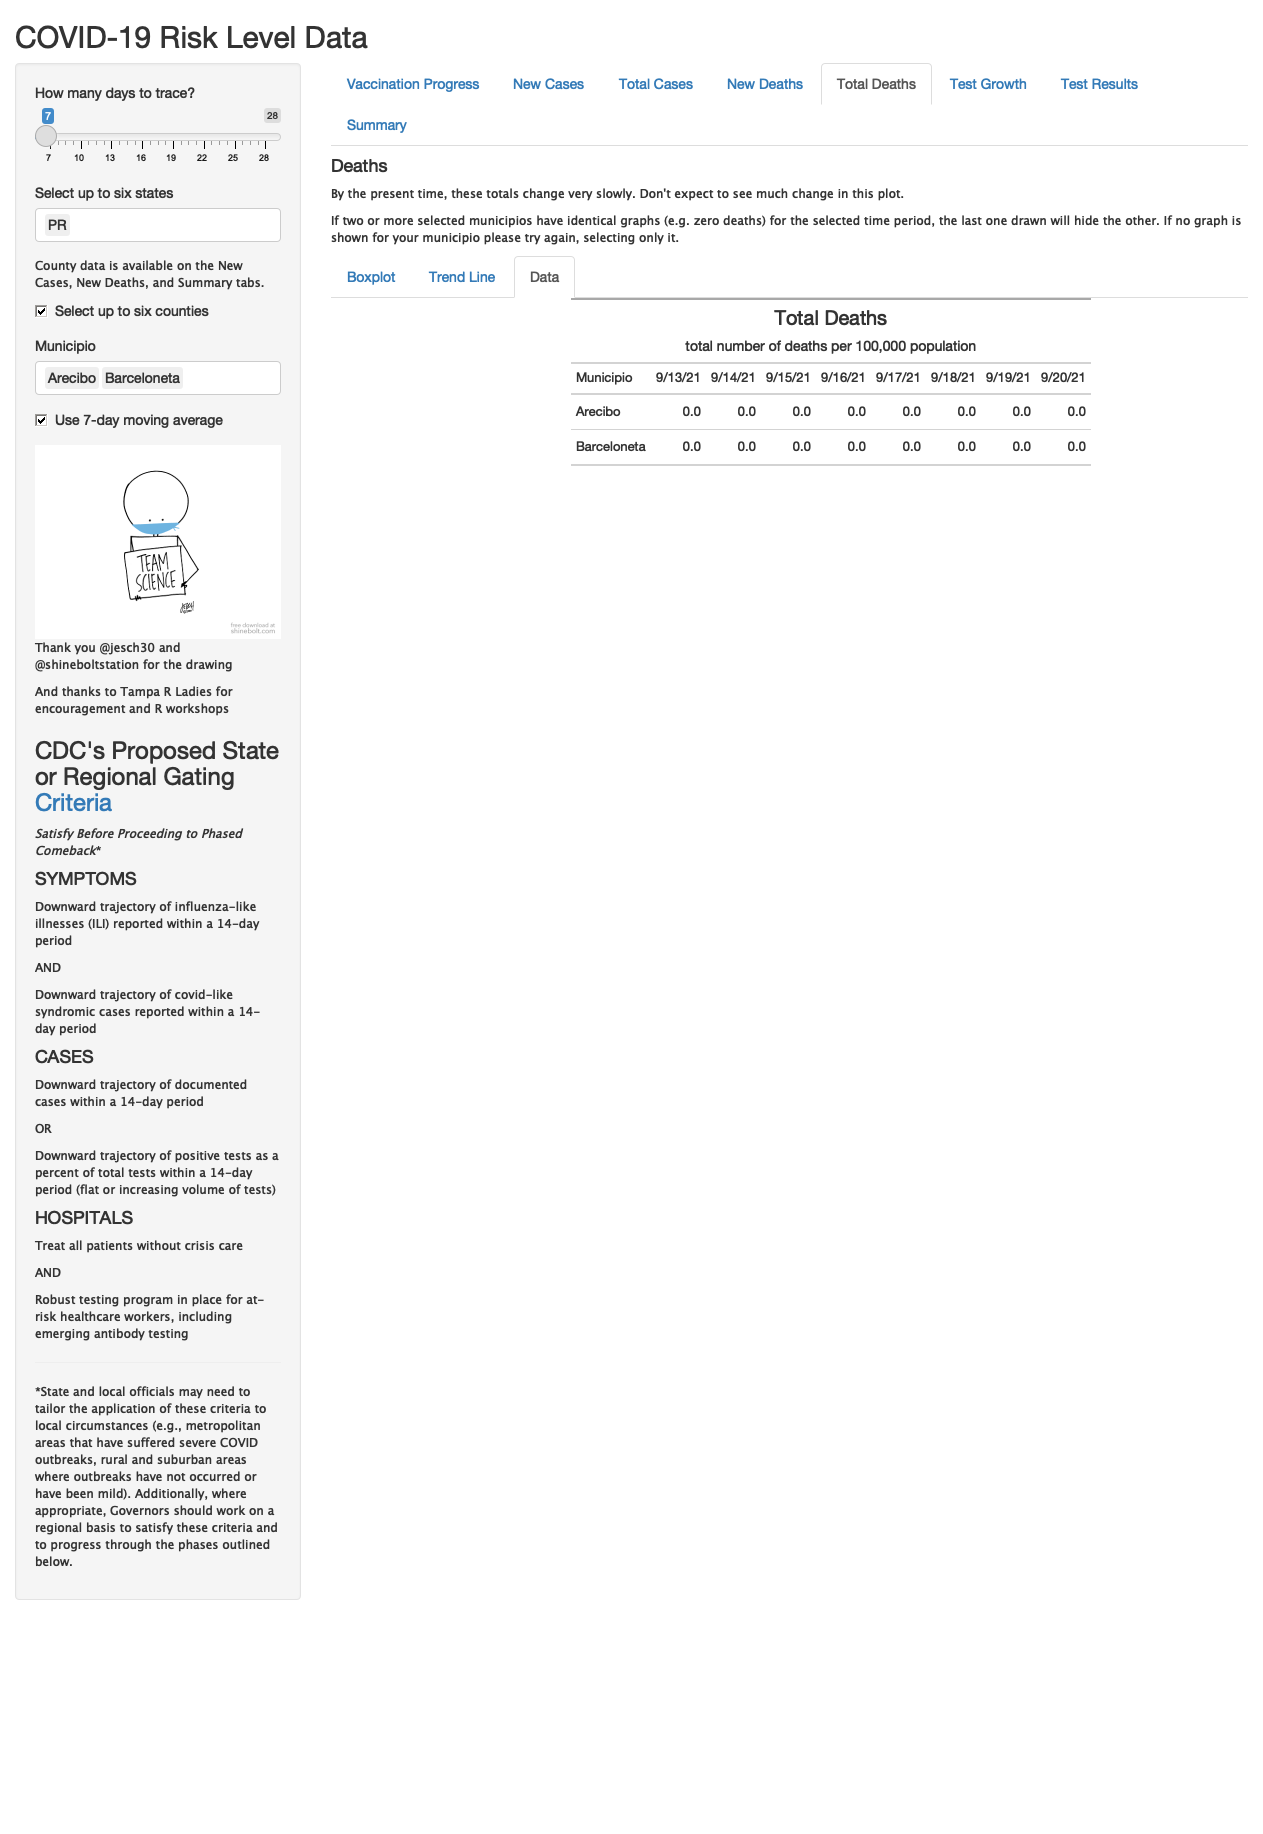 COVID-19 Risk Level Data
How many days to trace?
7 28
7 10 13 16 19 22 25 28
Select up to six states
PR
County data is available on the New
Cases, New Deaths, and Summary tabs.
Select up to six counties
Municipio
Arecibo Barceloneta
Use 7-day moving average
TEAM
SCIENCE
free download at
shinebolt.com
Thank you @jesch30 and
@shineboltstation for the drawing
And thanks to Tampa R Ladies for
encouragement and R workshops
CDC's Proposed State
or Regional Gating
Criteria
Satisfy Before Proceeding to Phased
Comeback*
SYMPTOMS
Downward trajectory of influenza-like
illnesses (ILI) reported within a 14-day
period
AND
Downward trajectory of covid-like
syndromic cases reported within a 14-
day period
CASES
Downward trajectory of documented
cases within a 14-day period
OR
Downward trajectory of positive tests as a
percent of total tests within a 14-day
period (flat or increasing volume of tests)
HOSPITALS
Treat all patients without crisis care
AND
Robust testing program in place for at-
risk healthcare workers, including
emerging antibody testing
*State and local officials may need to
tailor the application of these criteria to
local circumstances (e.g., metropolitan
areas that have suffered severe COVID
outbreaks, rural and suburban areas
where outbreaks have not occurred or
have been mild). Additionally, where
appropriate, Governors should work on a
regional basis to satisfy these criteria and
to progress through the phases outlined
below.
Vaccination Progress New Cases Total Cases New Deaths Total Deaths Test Growth Test Results
Summary
Deaths
By the present time, these totals change very slowly. Don't expect to see much change in this plot.
If two or more selected municipios have identical graphs (e.g. zero deaths) for the selected time period, the last one drawn will hide the other. If no graph is
shown for your municipio please try again, selecting only it.
Boxplot Trend Line Data
Total Deaths
total number of deaths per 100,000 population
Municipio 9/13/21 9/14/21 9/15/21 9/16/21 9/17/21 9/18/21 9/19/21 9/20/21
Arecibo 0.0 0.0 0.0 0.0 0.0 0.0 0.0 0.0
Barceloneta 0.0 0.0 0.0 0.0 0.0 0.0 0.0 0.0